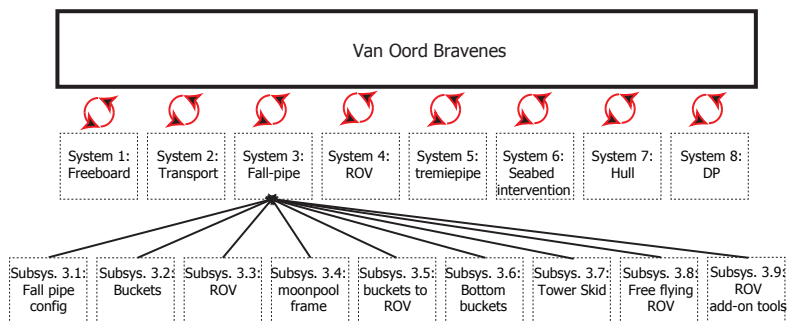 Van Oord Bravenes
System 1:
Freeboard
System 2:
Transport
System 3:
Fall-pipe
System 4:
ROV
System 5:
tremiepipe
System 6:
Seabed
intervention
System 7:
Hull
System 8:
DP
Subsys. 3.1:
Fall pipe
config
Subsys. 3.2:
Buckets
Subsys. 3.3:
ROV
Subsys. 3.4:
moonpool
frame
Subsys. 3.5:
buckets to
ROV
Subsys. 3.6:
Bottom
buckets
Subsys. 3.7:
Tower Skid
Subsys. 3.8:
Free flying
ROV
Subsys. 3.9:
ROV
add-on tools